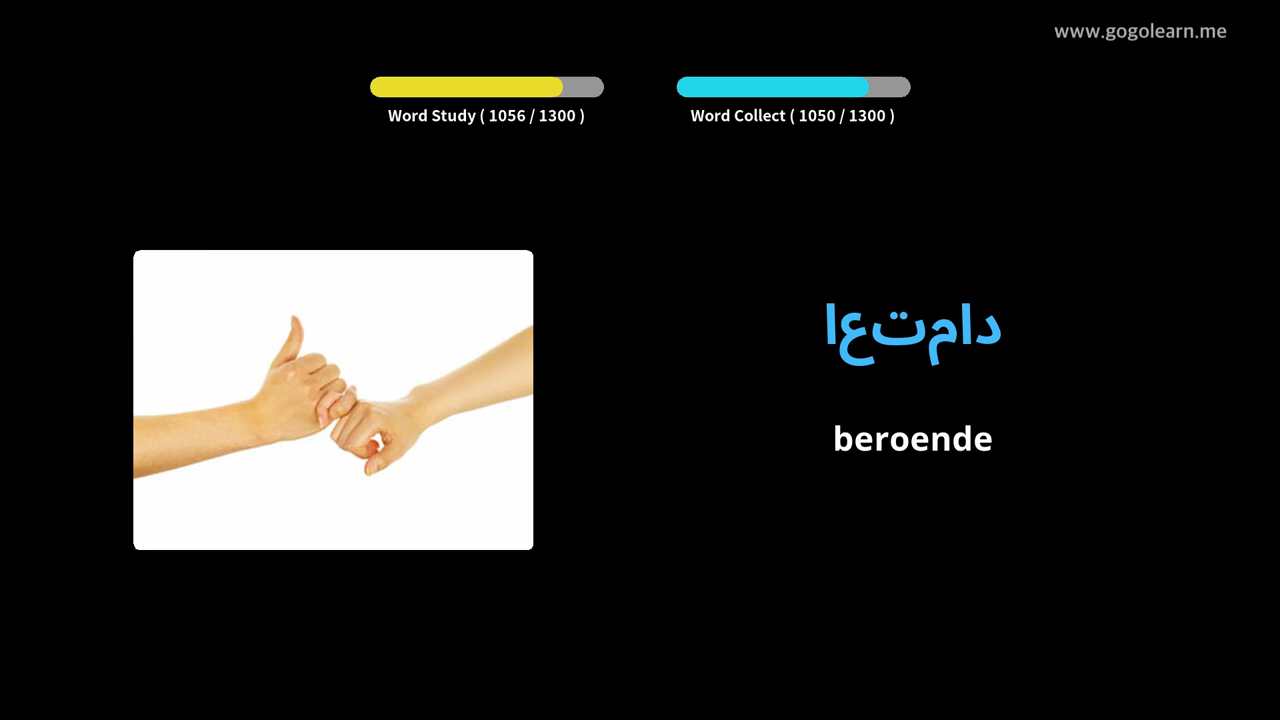 www.gogolearn.me
Word Study ( 1056 / 1300 )
Word Collect ( 1050 / 1300 )
اعتماد
beroende